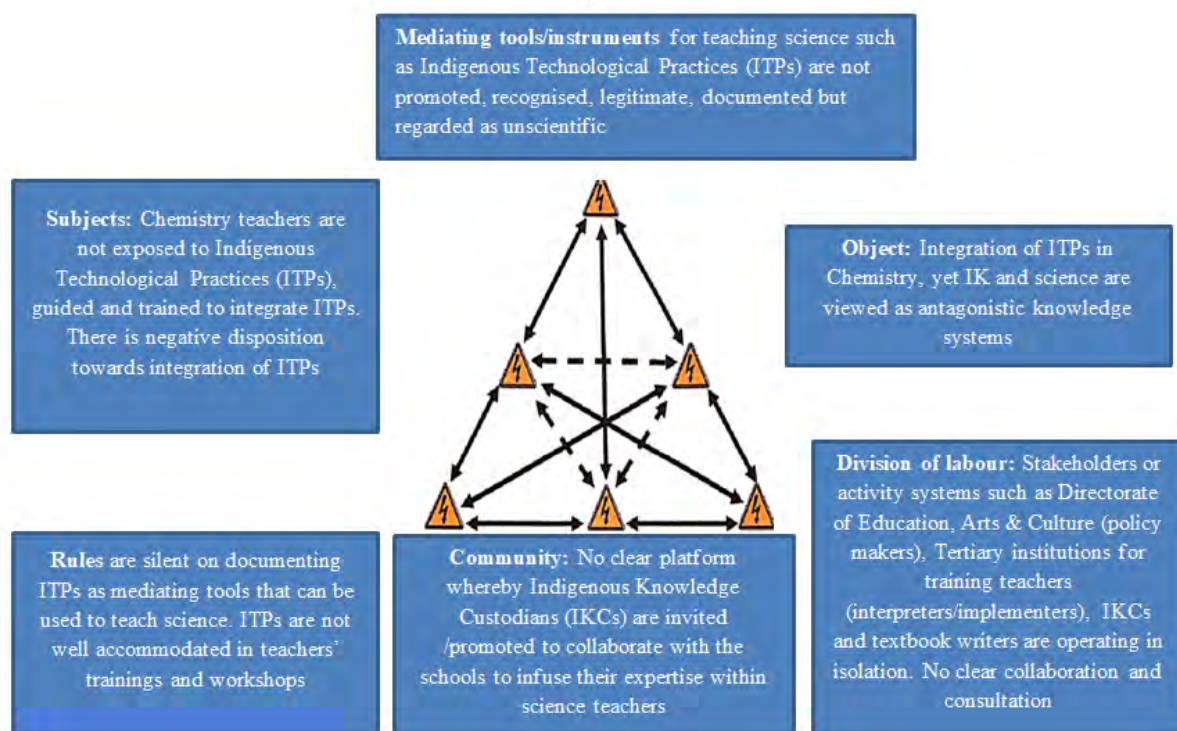 Mediating tools/instruments for teaching science such
as Indigenous Technological Practices (ITPs) are not
promoted, recognised, legitimate, documented but
regarded as unscientific
Subjects: Chemistry teachers are
not exposed to Indigenous
Technological Practices (ITPs),
guided and trained to integrate ITPs.
There is negative disposition
towards integration of ITPs
Object: Integration of ITPs in
Chemistry, yet IK and science are
viewed as antagonistic knowledge
systems
Rules are silent on documenting
ITPs as mediating tools that can be
used to teach science. ITPs are not
well accommodated in teachers’
trainings and workshops
Community: No clear platform
whereby Indigenous Knowledge
Custodians (IKCs) are invited
/promoted to collaborate with the
schools to infuse their expertise within
science teachers
Division of labour: Stakeholders or
activity systems such as Directorate
of Education, Arts & Culture (policy
makers), Tertiary institutions for
training teachers
(interpreters/implementers), IKCs
and textbook writers are operating in
isolation. No clear collaboration and
consultation